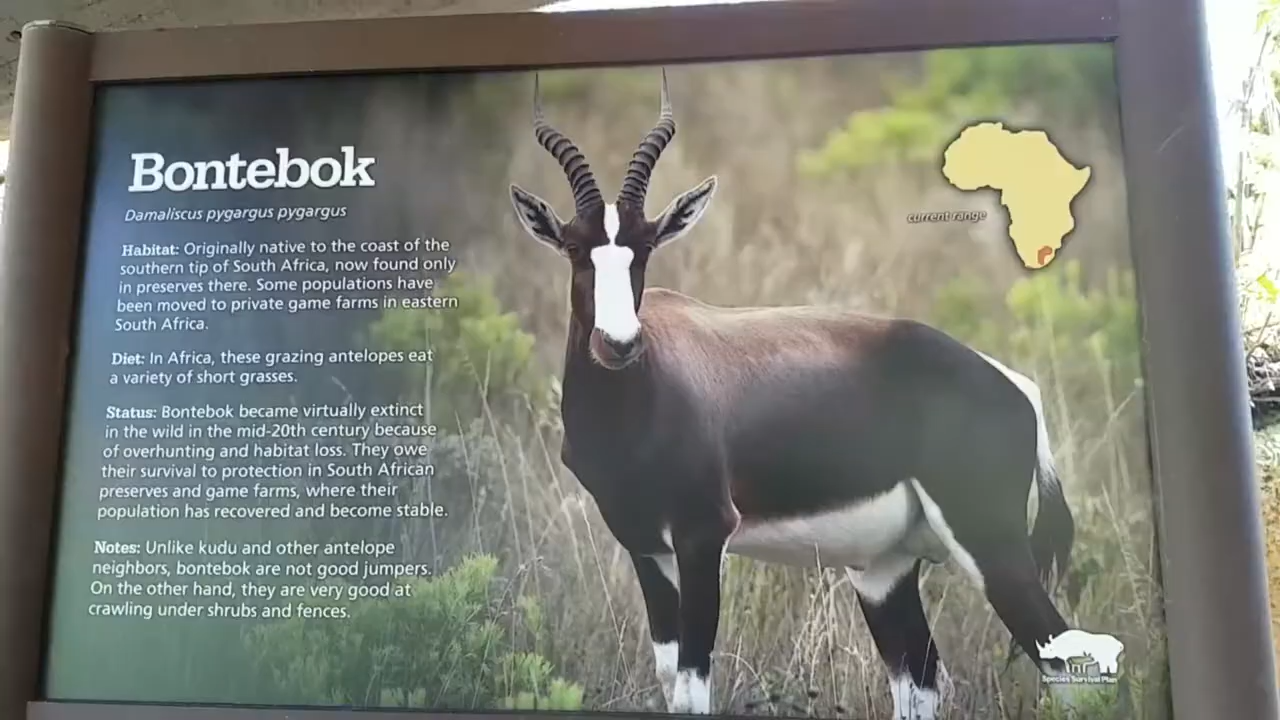 Bontebok
Damaliscus pygargus pygargus
Habitat: Originally native to the coast of the
southern tip of South Africa, now found only
in preserves there. Some populations have
been moved to private game farms in eastern
South Africa.
Diet: In Africa, these grazing antelopes eat
a variety of short grasses.
Status: Bontebok became virtually extinct
in the wild in the mid-20th century because
of overhunting and habitat loss. They owe
their survival to protection in South African
preserves and game farms, where their
population has recovered and become stable.
Notes: Unlike kudu and other antelope
neighbors, bontebok are not good jumpers.
On the other hand, they are very good at
crawling under shrubs and fences.
current range
Species Survival Plan